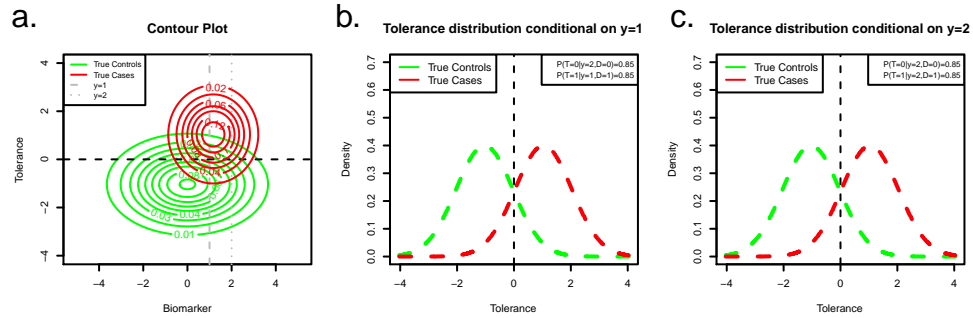 a.
Contour Plot
True Controls
True Cases
y=1
y=2
0.02
0.06
0.12
0.04
0.08
0.03
0.04
0.01
−4 −2 0 2 4
−4 −2 0 2 4
Tolerance
Biomarker
b.
Tolerance distribution conditional on y=1
True Controls
True Cases
P(T=0|y=2,D=0)=0.85
P(T=1|y=1,D=1)=0.85
0.0 0.1 0.2 0.3 0.4 0.5 0.6 0.7
Density
−4 −2 0 2 4
Tolerance
c.
Tolerance distribution conditional on y=2
True Controls
True Cases
P(T=0|y=2,D=0)=0.85
P(T=1|y=2,D=1)=0.85
0.0 0.1 0.2 0.3 0.4 0.5 0.6 0.7
Density
−4 −2 0 2 4
Tolerance